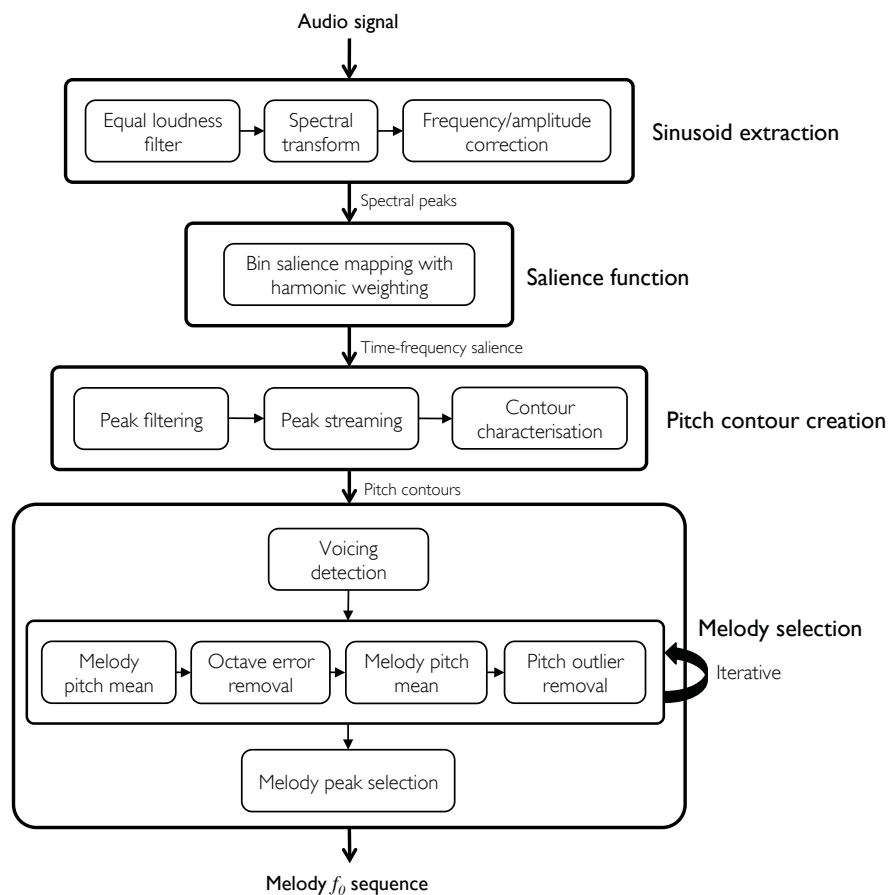 Audio signal
Equal loudness
filter
Spectral
transform
Frequency/amplitude
correction
Sinusoid extraction
Spectral peaks
Bin salience mapping with
harmonic weighting
Salience function
Time-frequency salience
Peak filtering
Peak streaming
Contour
characterisation
Pitch contour creation
Pitch contours
Voicing
detection
Melody selection
Melody
pitch mean
Octave error
removal
Melody pitch
mean
Pitch outlier
removal
Iterative
Melody peak selection
Melody f₀ sequence